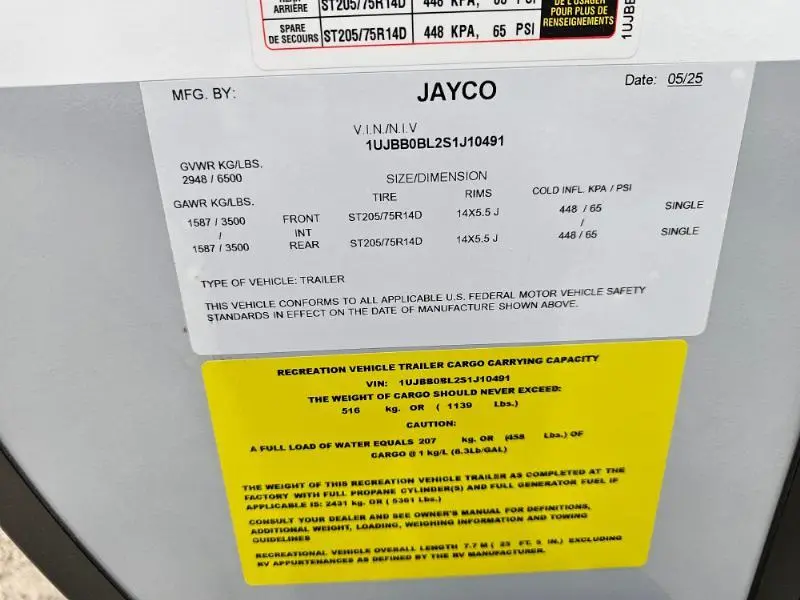 ARRIÈRE ST205/75R14D 448 KPA, 65 PSI
SPARE
DE SECOURS ST205/75R14D 448 KPA, 65 PSI
DE L'USAGER
POUR PLUS DE
RENSEIGNEMENTS
1UJBB
MFG. BY: JAYCO Date: 05/25
V.I.N./N.I.V
1UJBB0BL2S1J10491
GVWR KG/LBS.
2948 / 6500
SIZE/DIMENSION
GAWR KG/LBS. TIRE RIMS COLD INFL. KPA / PSI
1587 / 3500 FRONT ST205/75R14D 14X5.5 J 448 / 65 SINGLE
/ INT /
1587 / 3500 REAR ST205/75R14D 14X5.5 J 448 / 65 SINGLE
TYPE OF VEHICLE: TRAILER
THIS VEHICLE CONFORMS TO ALL APPLICABLE U.S. FEDERAL MOTOR VEHICLE SAFETY
STANDARDS IN EFFECT ON THE DATE OF MANUFACTURE SHOWN ABOVE.
RECREATION VEHICLE TRAILER CARGO CARRYING CAPACITY
VIN: 1UJBB0BL2S1J10491
THE WEIGHT OF CARGO SHOULD NEVER EXCEED:
516 kg. OR ( 1139 Lbs.)
CAUTION:
A FULL LOAD OF WATER EQUALS 207 kg. OR (458 Lbs.) OF
CARGO @ 1 kg/L (8.3Lb/GAL)
THE WEIGHT OF THIS RECREATION VEHICLE TRAILER AS COMPLETED AT THE
FACTORY WITH FULL PROPANE CYLINDER(S) AND FULL GENERATOR FUEL IF
APPLICABLE IS: 2431 kg. OR ( 5361 Lbs.)
CONSULT YOUR DEALER AND SEE OWNER'S MANUAL FOR DEFINITIONS,
ADDITIONAL WEIGHT, LOADING, WEIGHING INFORMATION AND TOWING
GUIDELINES
RECREATIONAL VEHICLE OVERALL LENGTH 7.7 M ( 25 FT. 5 IN.) EXCLUDING
RV APPURTENANCES AS DEFINED BY THE RV MANUFACTURER.